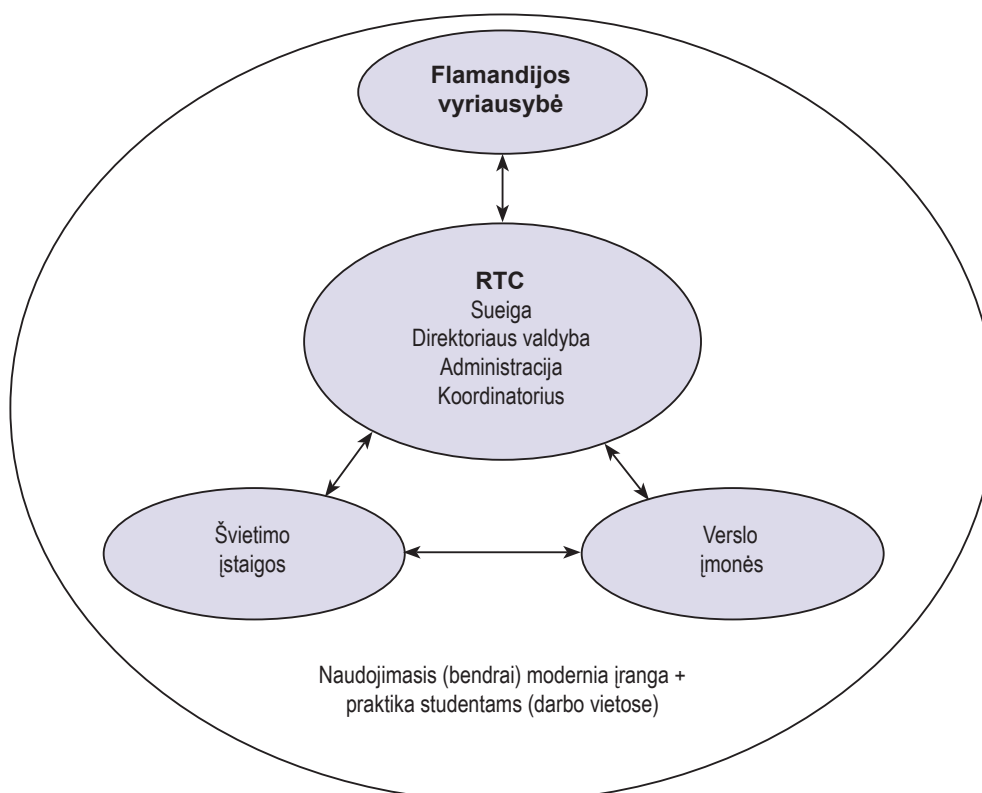 Flamandijos
vyriausybė
RTC
Sueiga
Direktoriaus valdyba
Administracija
Koordinatorius
Švietimo
įstaigos
Verslo
įmonės
Naudojimasis (bendrai) modernia įranga +
praktika studentams (darbo vietose)